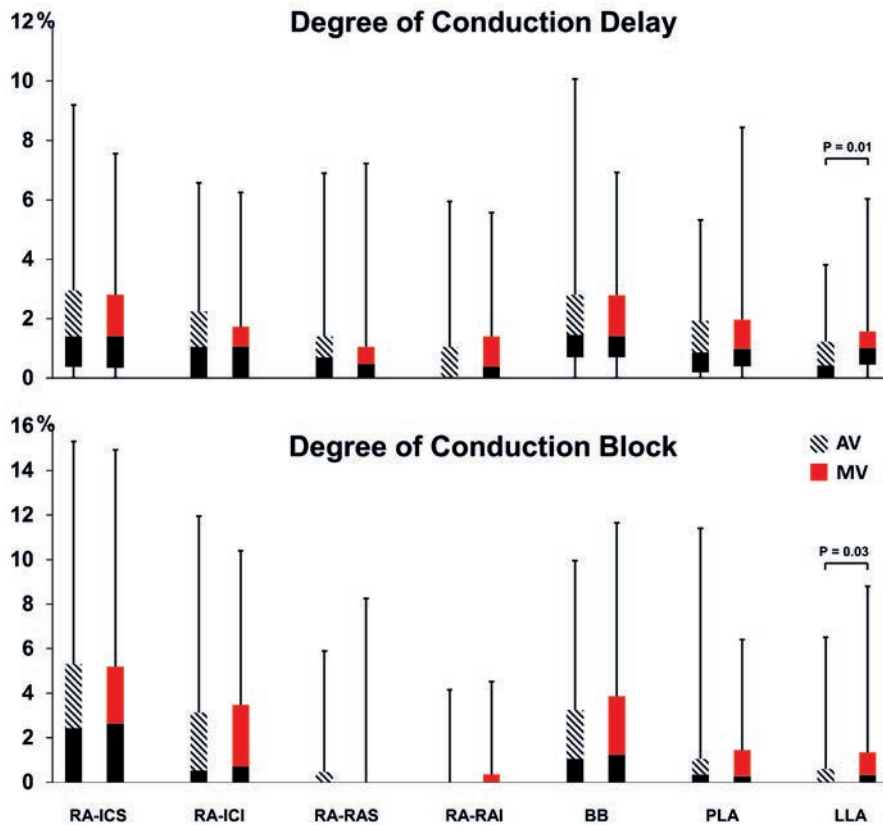 Degree of Conduction Delay
12%
10
8
6
4
2
0
P = 0.01
Degree of Conduction Block
16%
14
12
10
8
6
4
2
0
AV
MV
P = 0.03
RA-ICS RA-ICI RA-RAS RA-RAI BB PLA LLA